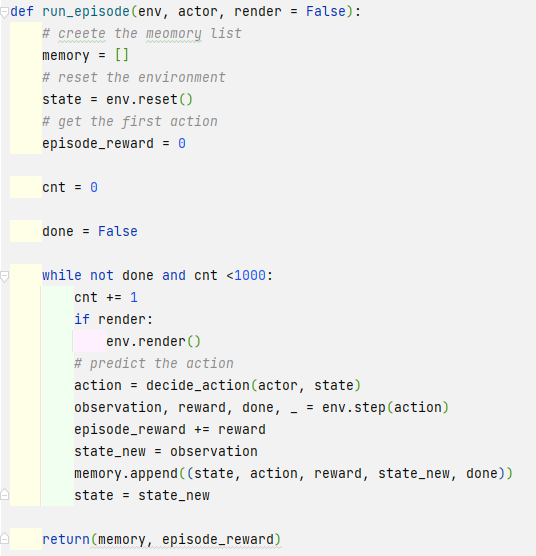 def run_episode(env, actor, render = False):
    # creete the meomory list
    memory = []
    # reset the environment
    state = env.reset()
    # get the first action
    episode_reward = 0
    cnt = 0
    done = False
    while not done and cnt <1000:
        cnt += 1
        if render:
            env.render()
        # predict the action
        action = decide_action(actor, state)
        observation, reward, done, _ = env.step(action)
        episode_reward += reward
        state_new = observation
        memory.append((state, action, reward, state_new, done))
        state = state_new
    return(memory, episode_reward)